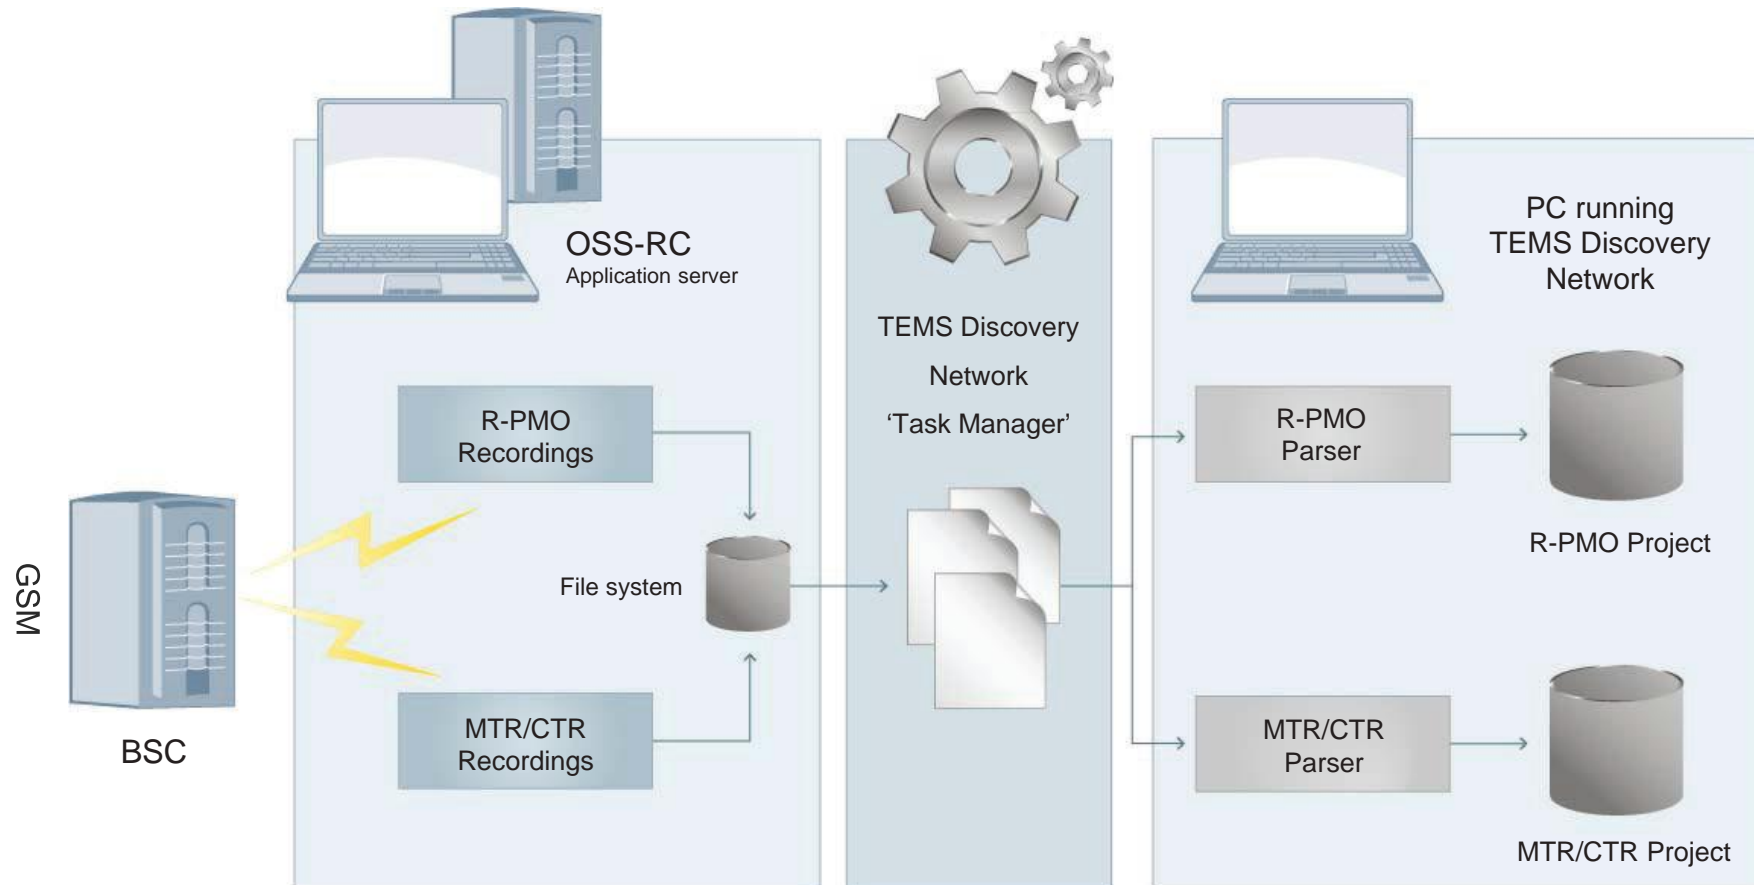 OSS-RC
Application server
R-PMO
Recordings
GSM
BSC
File system
MTR/CTR
Recordings
TEMS Discovery
Network
‘Task Manager’
PC running
TEMS Discovery
Network
R-PMO
Parser
R-PMO Project
MTR/CTR
Parser
MTR/CTR Project